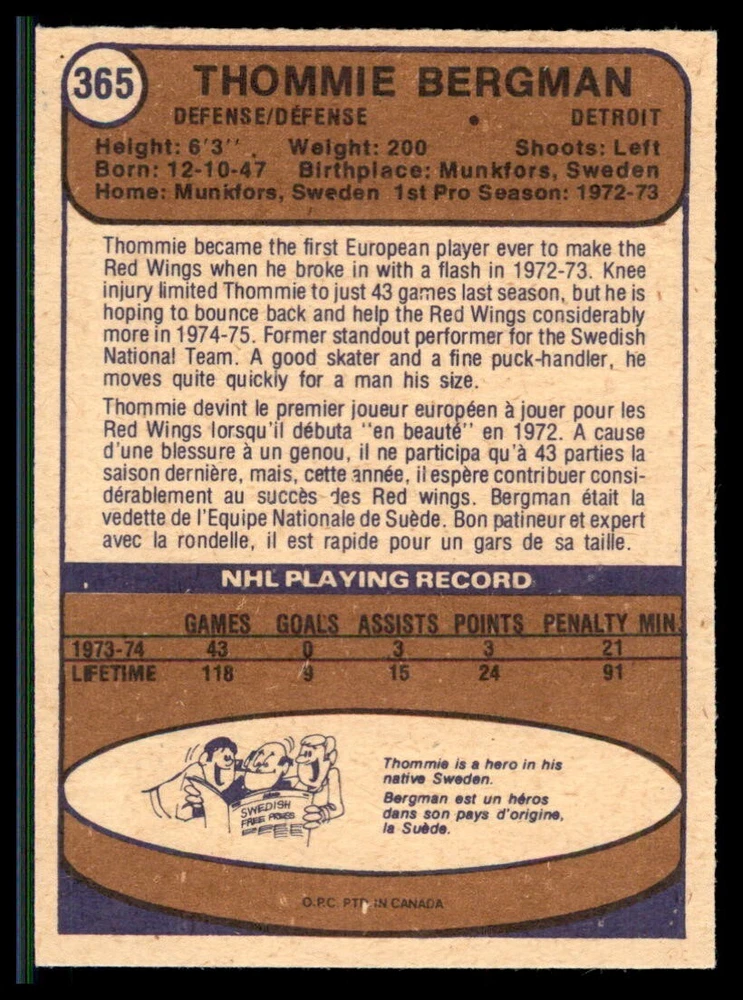 365
THOMMIE BERGMAN
DEFENSE/DÉFENSE • DETROIT
Height: 6'3'' Weight: 200 Shoots: Left
Born: 12-10-47 Birthplace: Munkfors, Sweden
Home: Munkfors, Sweden 1st Pro Season: 1972-73
Thommie became the first European player ever to make the
Red Wings when he broke in with a flash in 1972-73. Knee
injury limited Thommie to just 43 games last season, but he is
hoping to bounce back and help the Red Wings considerably
more in 1974-75. Former standout performer for the Swedish
National Team. A good skater and a fine puck-handler, he
moves quite quickly for a man his size.
Thommie devint le premier joueur européen à jouer pour les
Red Wings lorsqu'il débuta "en beauté" en 1972. A cause
d'une blessure à un genou, il ne participa qu'à 43 parties la
saison dernière, mais, cette année, il espère contribuer consi-
dérablement au succès des Red wings. Bergman était la
vedette de l'Equipe Nationale de Suède. Bon patineur et expert
avec la rondelle, il est rapide pour un gars de sa taille.
NHL PLAYING RECORD
GAMES GOALS ASSISTS POINTS PENALTY MIN.
1973-74 43 0 3 3 21
LIFETIME 118 9 15 24 91
SWEDISH
FREE PRESS
Thommie is a hero in his
native Sweden.
Bergman est un héros
dans son pays d'origine,
la Suède.
O.P.C. PTD. IN CANADA